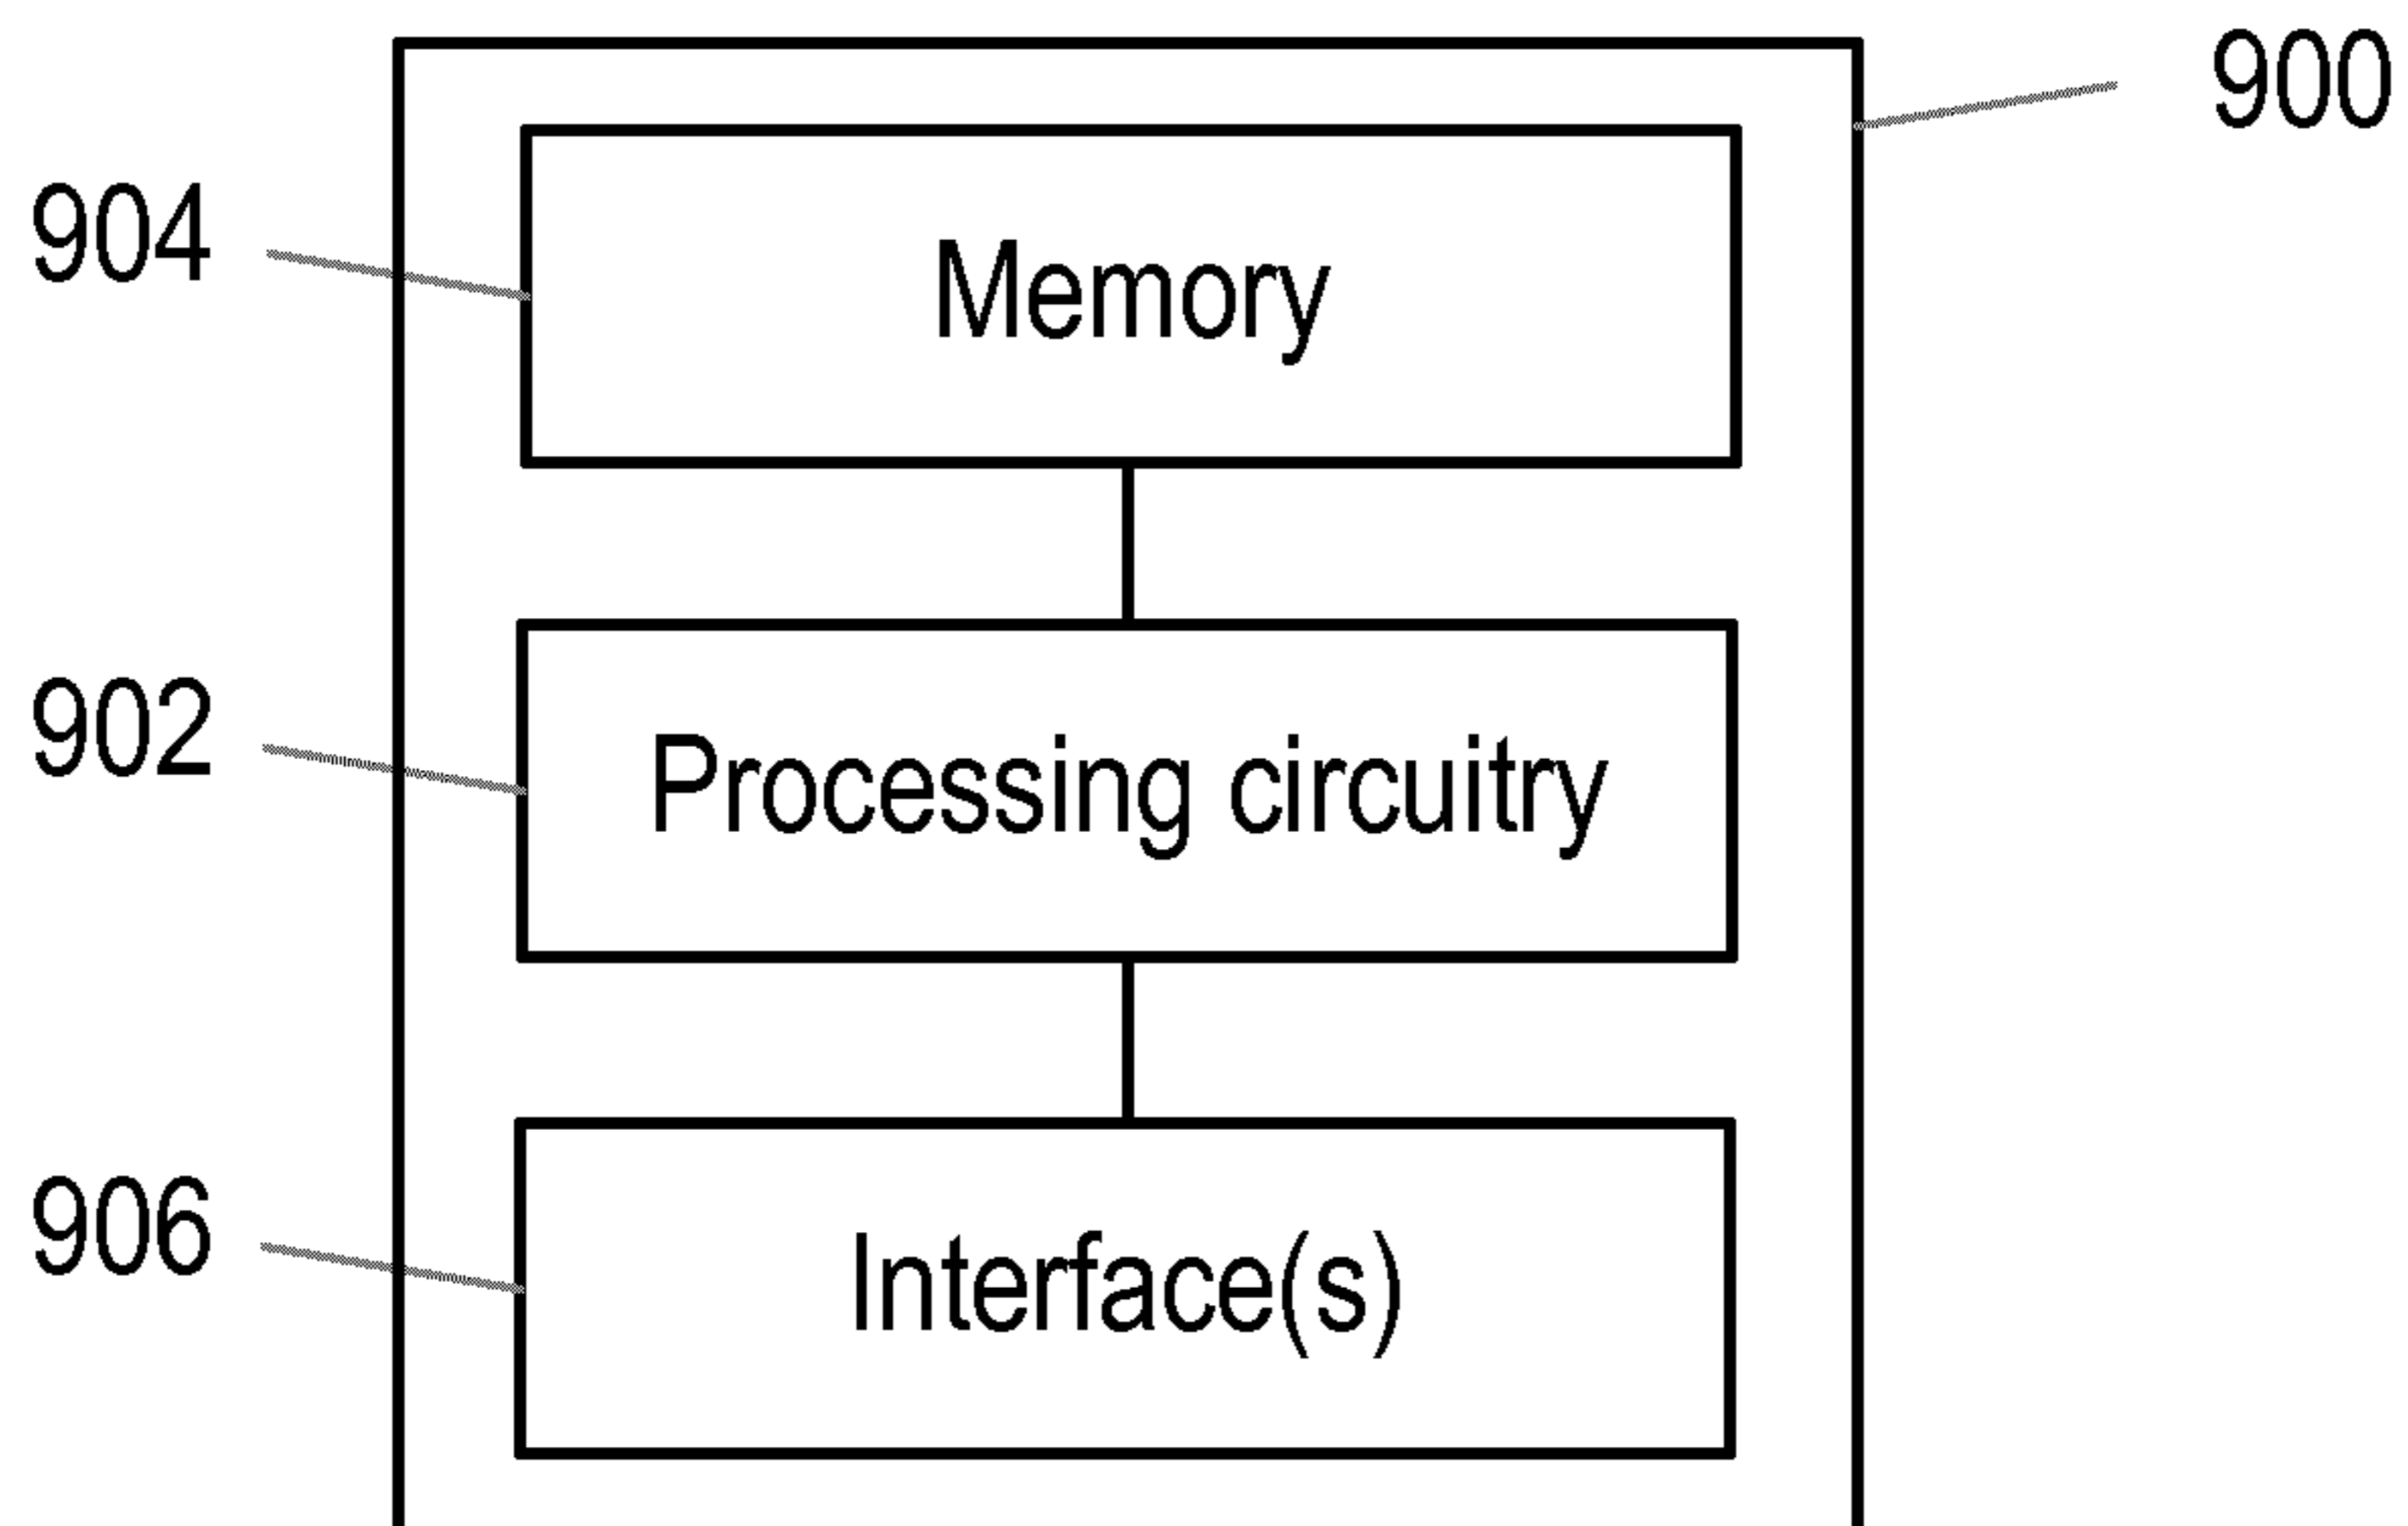 900
904
Memory
902
Processing circuitry
906
Interface(s)